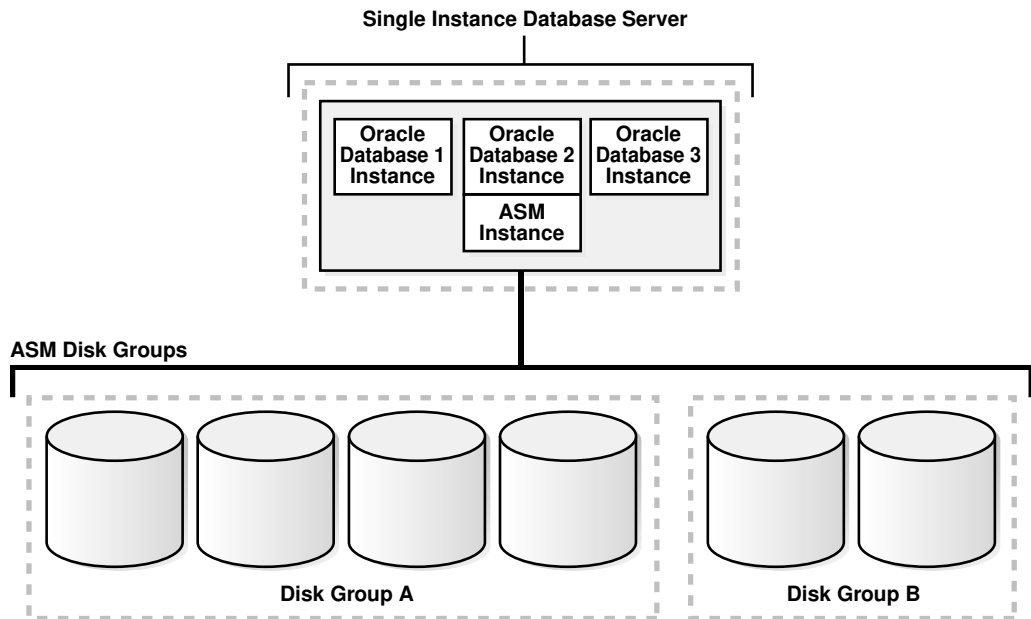 Single Instance Database Server
Oracle
Database 1
Instance
Oracle
Database 2
Instance
Oracle
Database 3
Instance
ASM
Instance
ASM Disk Groups
Disk Group A
Disk Group B